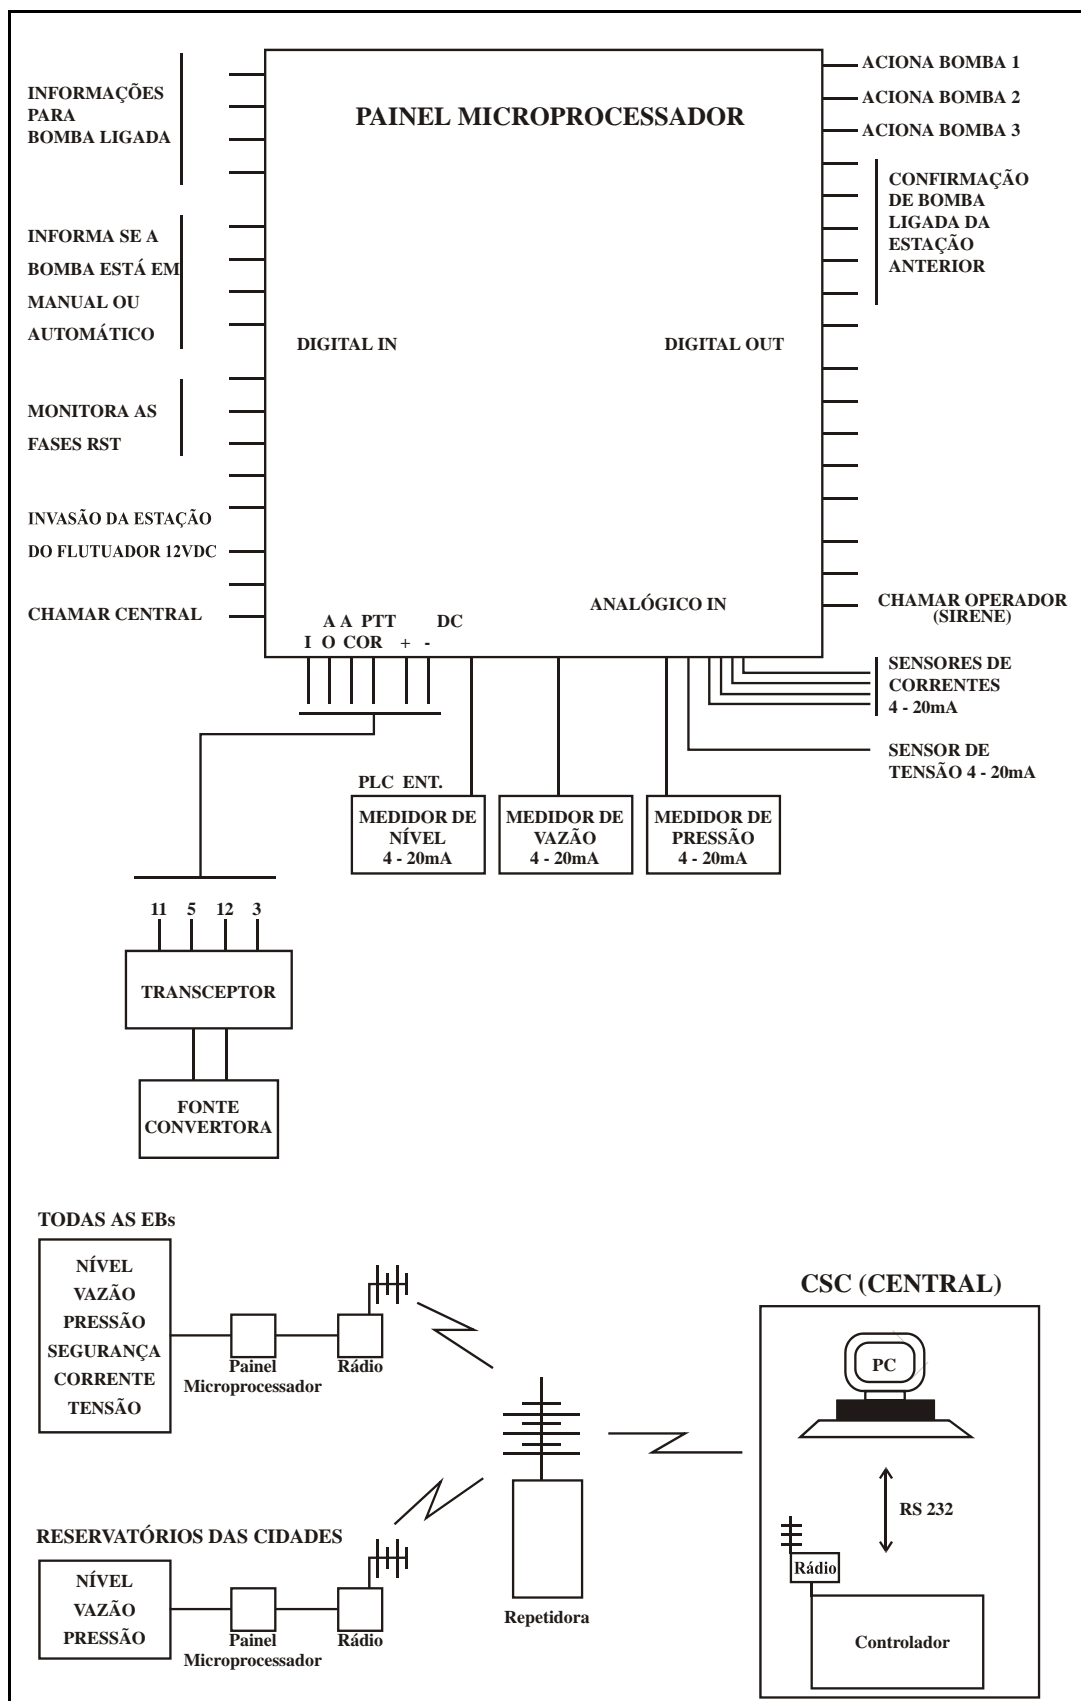 INFORMAÇÕES
PARA
BOMBA LIGADA
INFORMA SE A
BOMBA ESTÁ EM
MANUAL OU
AUTOMÁTICO
MONITORA AS
FASES RST
INVASÃO DA ESTAÇÃO
DO FLUTUADOR 12VDC
CHAMAR CENTRAL
PAINEL MICROPROCESSADOR
DIGITAL IN
DIGITAL OUT
ANALÓGICO IN
A A PTT DC
I O COR + -
ACIONA BOMBA 1
ACIONA BOMBA 2
ACIONA BOMBA 3
CONFIRMAÇÃO
DE BOMBA
LIGADA DA
ESTAÇÃO
ANTERIOR
CHAMAR OPERADOR
(SIRENE)
SENSORES DE
CORRENTES
4 - 20mA
SENSOR DE
TENSÃO 4 - 20mA
PLC ENT.
MEDIDOR DE
NÍVEL
4 - 20mA
MEDIDOR DE
VAZÃO
4 - 20mA
MEDIDOR DE
PRESSÃO
4 - 20mA
11 5 12 3
TRANSCEPTOR
FONTE
CONVERTORA
TODAS AS EBs
NÍVEL
VAZÃO
PRESSÃO
SEGURANÇA
CORRENTE
TENSÃO
Painel
Microprocessador
Rádio
RESERVATÓRIOS DAS CIDADES
NÍVEL
VAZÃO
PRESSÃO
Painel
Microprocessador
Rádio
Repetidora
CSC (CENTRAL)
PC
RS 232
Rádio
Controlador